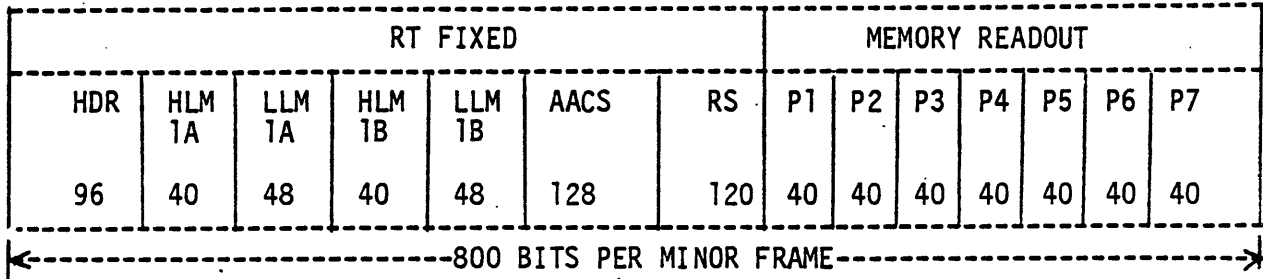 RT FIXED MEMORY READOUT
HDR HLM LLM HLM LLM AACS RS P1 P2 P3 P4 P5 P6 P7
1A 1A 1B 1B
96 40 48 40 48 128 120 40 40 40 40 40 40 40
800 BITS PER MINOR FRAME